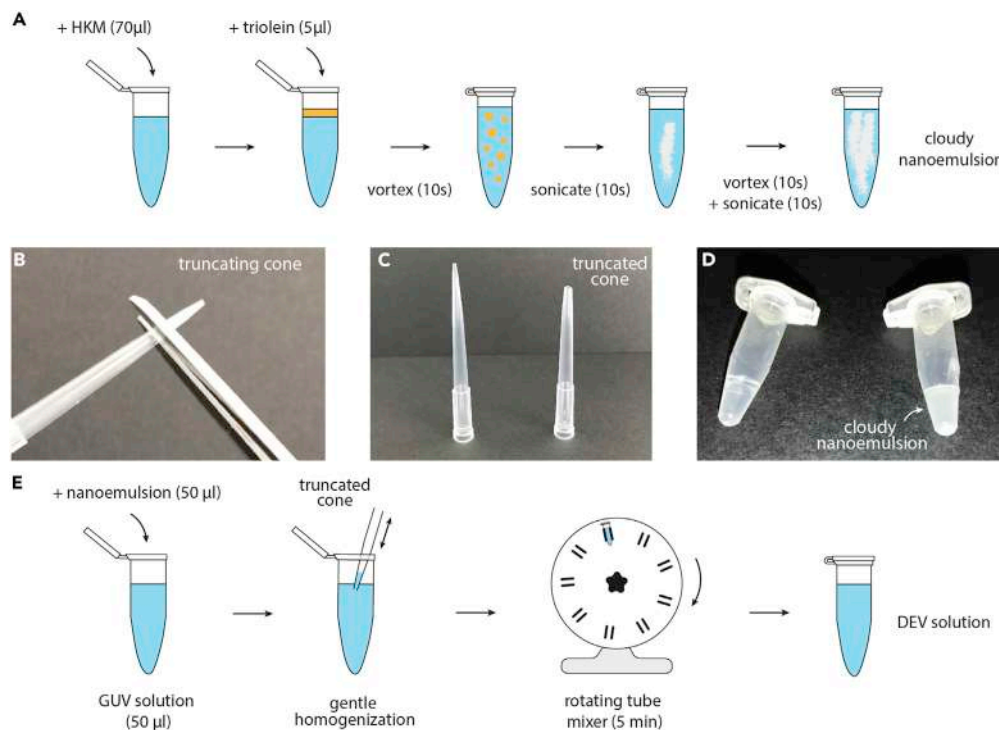 A
+ HKM (70µl)
+ triolein (5µl)
vortex (10s)
sonicate (10s)
vortex (10s)
+ sonicate (10s)
cloudy
nanoemulsion
B
truncating cone
C
truncated
cone
D
cloudy
nanoemulsion
E
+ nanoemulsion (50 µl)
truncated
cone
GUV solution
(50 µl)
gentle
homogenization
rotating tube
mixer (5 min)
DEV solution